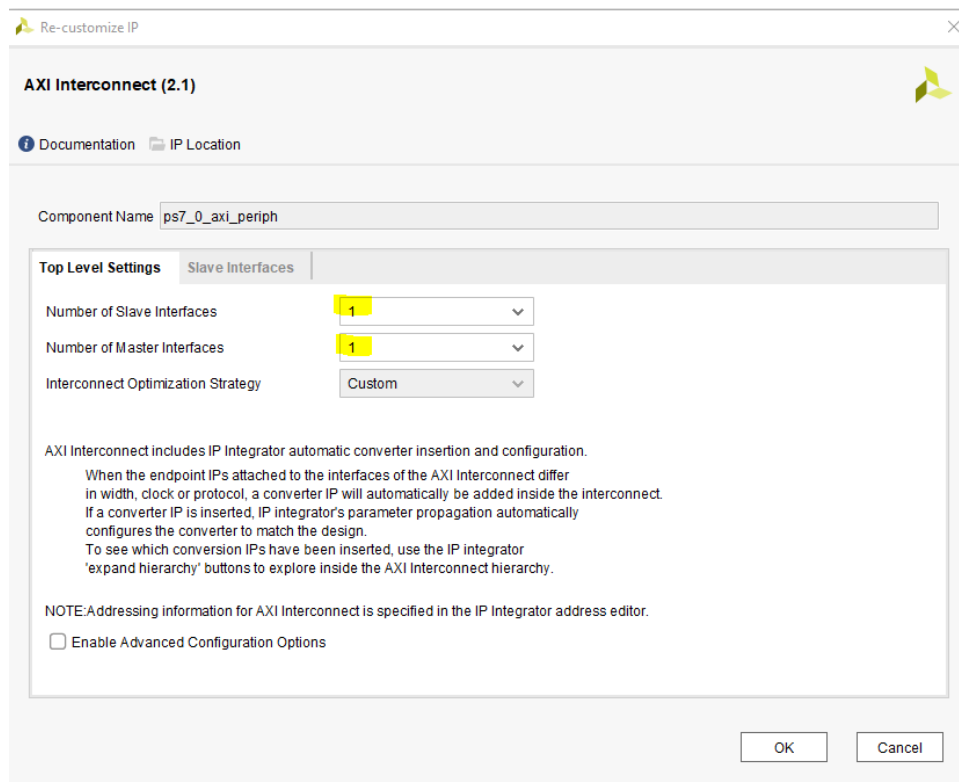 Re-customize IP
AXI Interconnect (2.1)
Documentation IP Location
Component Name ps7_0_axi_periph
Top Level Settings Slave Interfaces
Number of Slave Interfaces 1
Number of Master Interfaces 1
Interconnect Optimization Strategy Custom
AXI Interconnect includes IP Integrator automatic converter insertion and configuration.
When the endpoint IPs attached to the interfaces of the AXI Interconnect differ
in width, clock or protocol, a converter IP will automatically be added inside the interconnect.
If a converter IP is inserted, IP integrator's parameter propagation automatically
configures the converter to match the design.
To see which conversion IPs have been inserted, use the IP integrator
'expand hierarchy' buttons to explore inside the AXI Interconnect hierarchy.
NOTE:Addressing information for AXI Interconnect is specified in the IP Integrator address editor.
Enable Advanced Configuration Options
OK Cancel